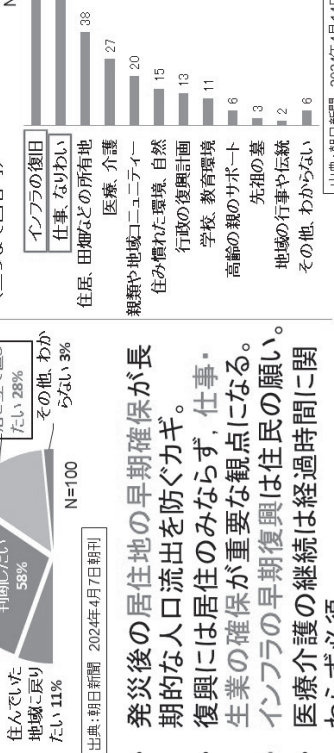 インフラの復旧
仕事、なりわい
住居、田畑などの所有地
38
医療、介護
27
親類や地域コミュニティー
20
住み慣れた環境、自然
15
行政の復興計画
13
学校、教育環境
11
高齢の親のサポート
6
先祖の墓
3
地域の行事や伝統
2
その他、わからない
6
たい 28%
その他、わか
らない 3%
判断したい
58%
住んでいた
地域に戻り
たい 11%
N=100
出典:朝日新聞 2024年4月7日朝刊
発災後の居住地の早期確保が長
期的な人口流出を防ぐカギ。
復興には居住のみならず,仕事・
生業の確保が重要な観点になる。
インフラの早期復興は住民の願い。
医療介護の継続は経過時間に関